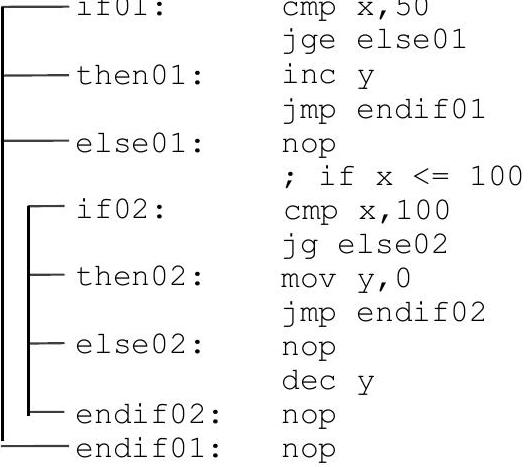 if01: cmp x,50
jge else01
then01: inc y
jmp endif01
else01: nop
; if x <= 100
if02: cmp x,100
jg else02
then02: mov y,0
jmp endif02
else02: nop
dec y
endif02: nop
endif01: nop